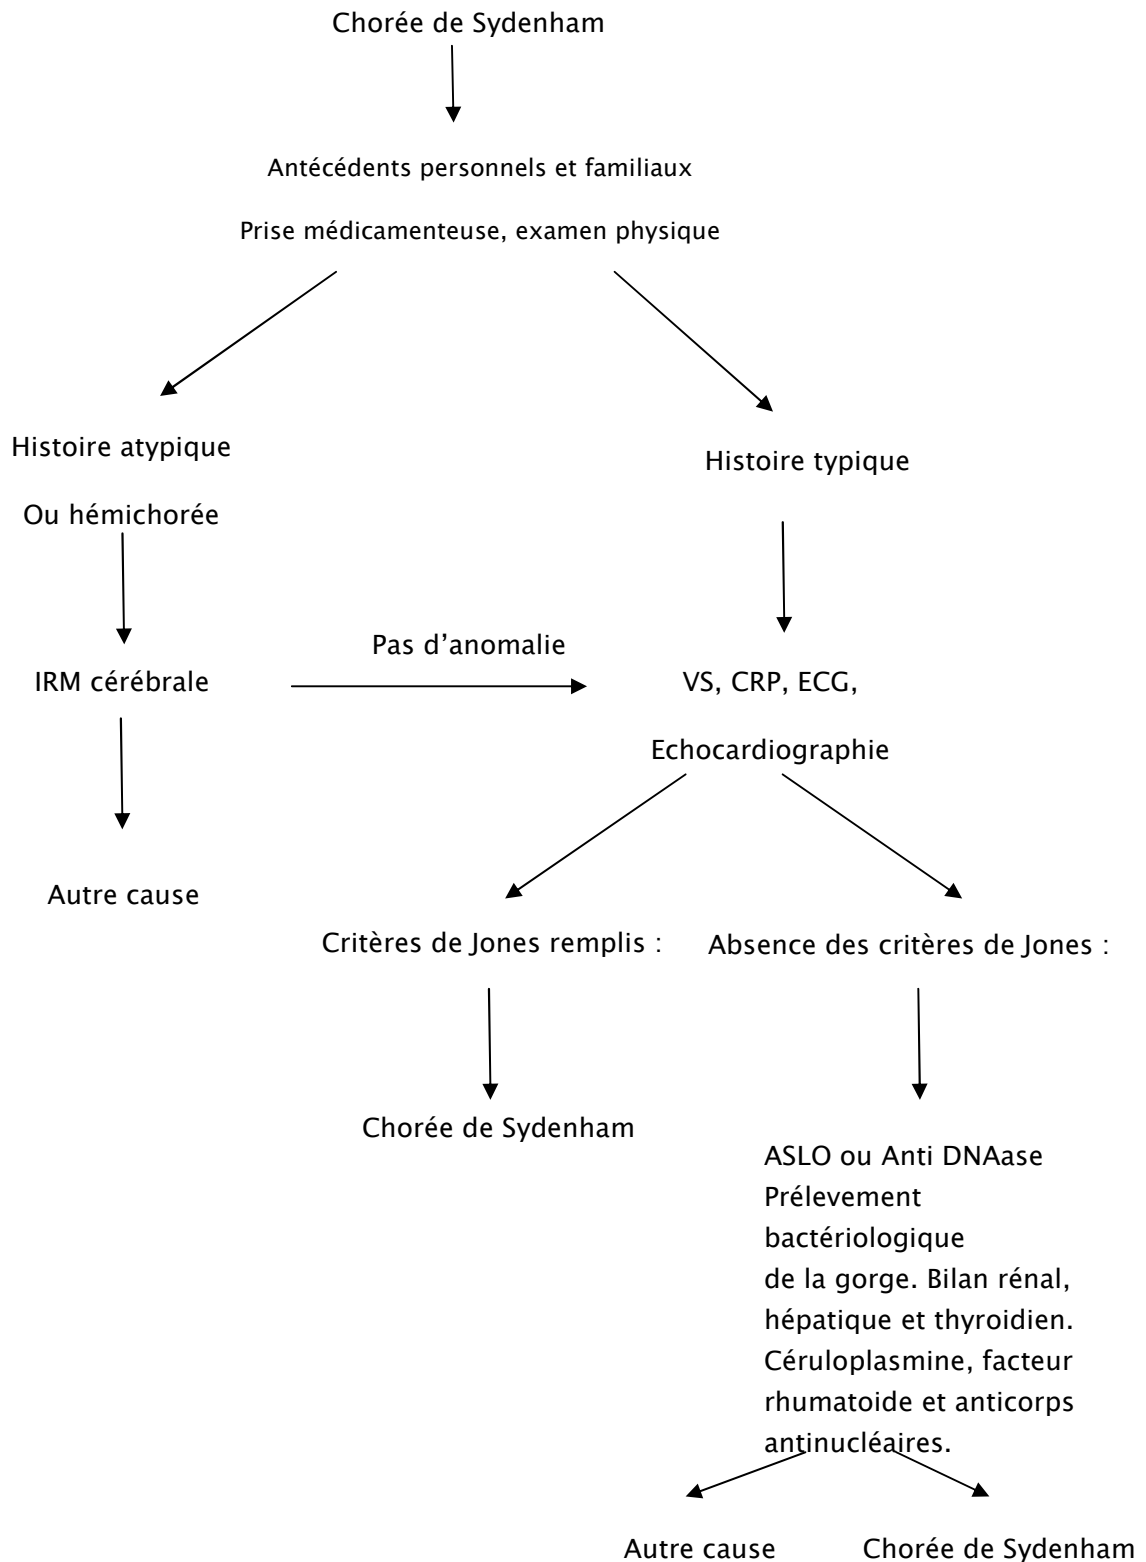 Chorée de Sydenham
Antécédents personnels et familiaux
Prise médicamenteuse, examen physique
Histoire atypique
Ou hémichorée
Histoire typique
Pas d’anomalie
IRM cérébrale
VS, CRP, ECG,
Echocardiographie
Autre cause
Critères de Jones remplis :
Absence des critères de Jones :
Chorée de Sydenham
ASLO ou Anti DNAase
Prélevement
bactériologique
de la gorge. Bilan rénal,
hépatique et thyroidien.
Céruloplasmine, facteur
rhumatoide et anticorps
antinucléaires.
Autre cause
Chorée de Sydenham